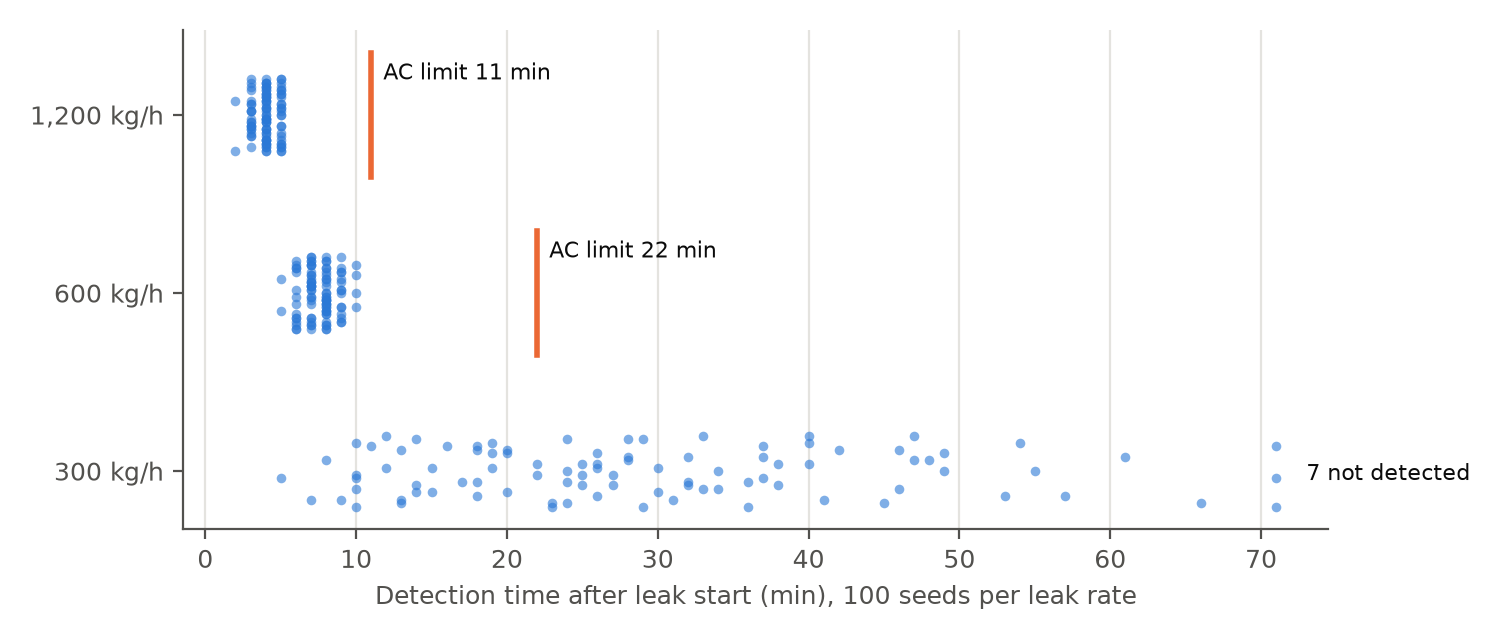 AC limit 11 min
1,200 kg/h
AC limit 22 min
600 kg/h
300 kg/h
7 not detected
0 10 20 30 40 50 60 70
Detection time after leak start (min), 100 seeds per leak rate